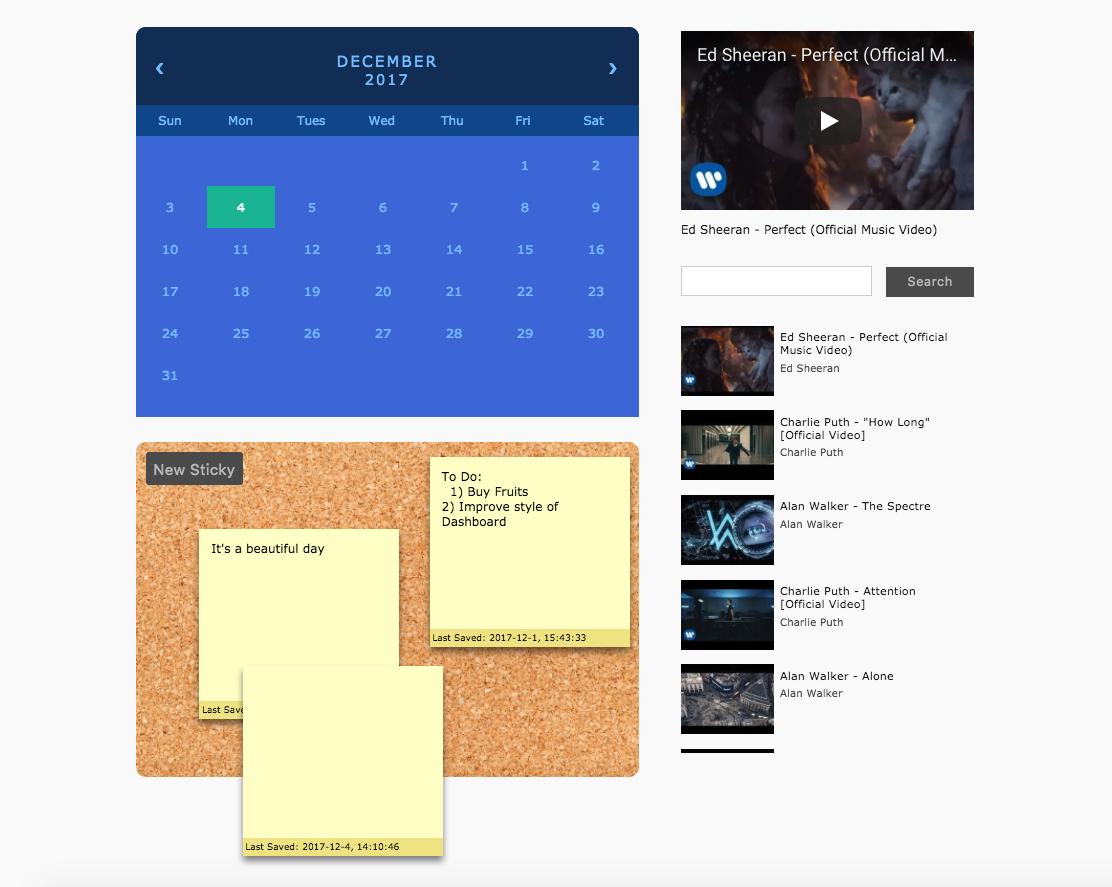 ‹
DECEMBER
2017
›
Sun Mon Tues Wed Thu Fri Sat
1 2
3 4 5 6 7 8 9
10 11 12 13 14 15 16
17 18 19 20 21 22 23
24 25 26 27 28 29 30
31
New Sticky
It's a beautiful day
Last Save
To Do:
1) Buy Fruits
2) Improve style of
Dashboard
Last Saved: 2017-12-1, 15:43:33
Last Saved: 2017-12-4, 14:10:46
Ed Sheeran - Perfect (Official M...
Ed Sheeran - Perfect (Official Music Video)
Search
Ed Sheeran - Perfect (Official
Music Video)
Ed Sheeran
Charlie Puth - "How Long"
[Official Video]
Charlie Puth
Alan Walker - The Spectre
Alan Walker
Charlie Puth - Attention
[Official Video]
Charlie Puth
Alan Walker - Alone
Alan Walker